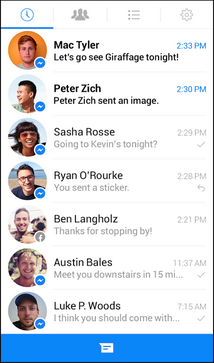 Mac Tyler 2:33 PM
Let's go see Giraffage tonight!
Peter Zich 2:30 PM
Peter Zich sent an image.
Sasha Rosse 2:29 PM
Going to Kevin's tonight?
Ryan O'Rourke 2:28 PM
You sent a sticker.
Ben Langholz 2:21 PM
Thanks for stopping by!
Austin Bales 11:37 AM
Meet you downstairs in 15 mi...
Luke P. Woods 7:15 AM
I think you should come with...